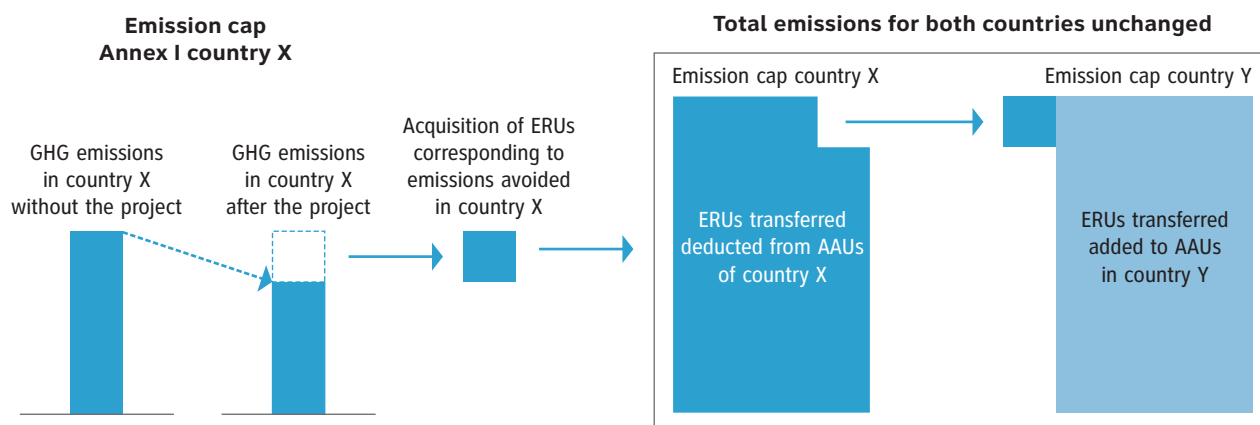 Emission cap
Annex I country X
GHG emissions
in country X
without the project
GHG emissions
in country X
after the project
Acquisition of ERUs
corresponding to
emissions avoided
in country X
Total emissions for both countries unchanged
Emission cap country X
Emission cap country Y
ERUs transferred
deducted from AAUs
of country X
ERUs transferred
added to AAUs
in country Y